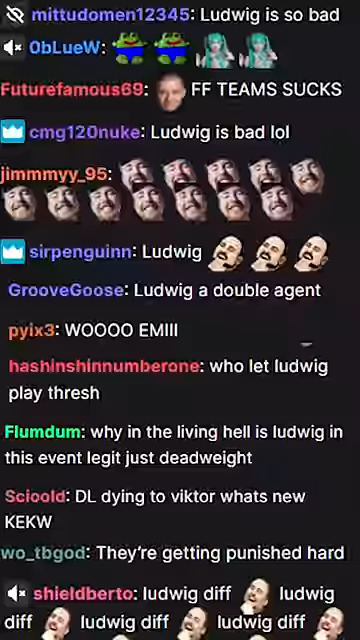 mittudomen12345: Ludwig is so bad
0bLueW:
Futurefamous69: FF TEAMS SUCKS
cmg120nuke: Ludwig is bad lol
jimmmyy_95:
sirpenguinn: Ludwig
GrooveGoose: Ludwig a double agent
pyix3: WOOOO EMIII
hashinshinnumberone: who let ludwig
play thresh
Flumdum: why in the living hell is ludwig in
this event legit just deadweight
Scioold: DL dying to viktor whats new
KEKW
wo_tbgod: They're getting punished hard
shieldberto: ludwig diff ludwig
diff ludwig diff ludwig diff